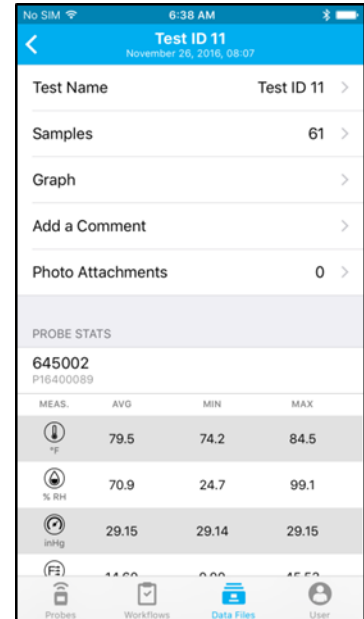 No SIM 6:38 AM
Test ID 11
November 26, 2016, 08:07
Test Name Test ID 11
Samples 61
Graph
Add a Comment
Photo Attachments 0
PROBE STATS
645002
P16400089
MEAS. AVG MIN MAX
°F 79.5 74.2 84.5
% RH 70.9 24.7 99.1
inHg 29.15 29.14 29.15
Probes Workflows Data Files User